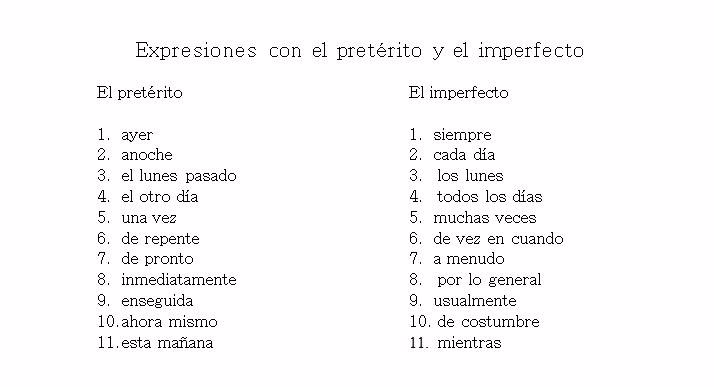 Expresiones con el pretérito y el imperfecto
El pretérito
1. ayer
2. anoche
3. el lunes pasado
4. el otro día
5. una vez
6. de repente
7. de pronto
8. inmediatamente
9. enseguida
10. ahora mismo
11. esta mañana
El imperfecto
1. siempre
2. cada día
3. los lunes
4. todos los días
5. muchas veces
6. de vez en cuando
7. a menudo
8. por lo general
9. usualmente
10. de costumbre
11. mientras